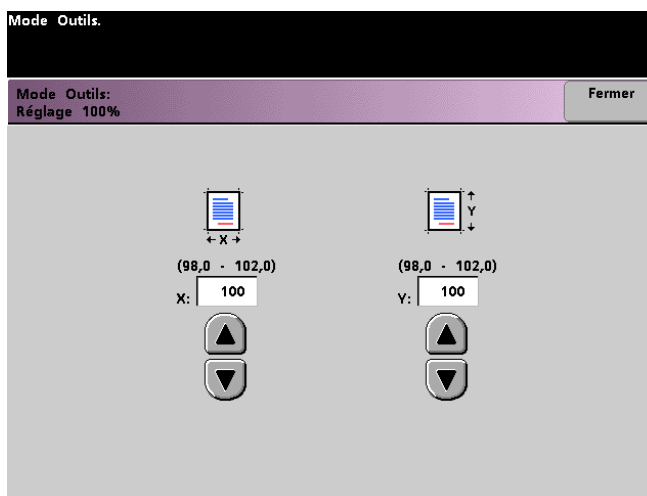 Mode Outils.
Mode Outils:
Réglage 100%
Fermer
X
Y
(98,0 - 102,0)
(98,0 - 102,0)
X: 100
Y: 100